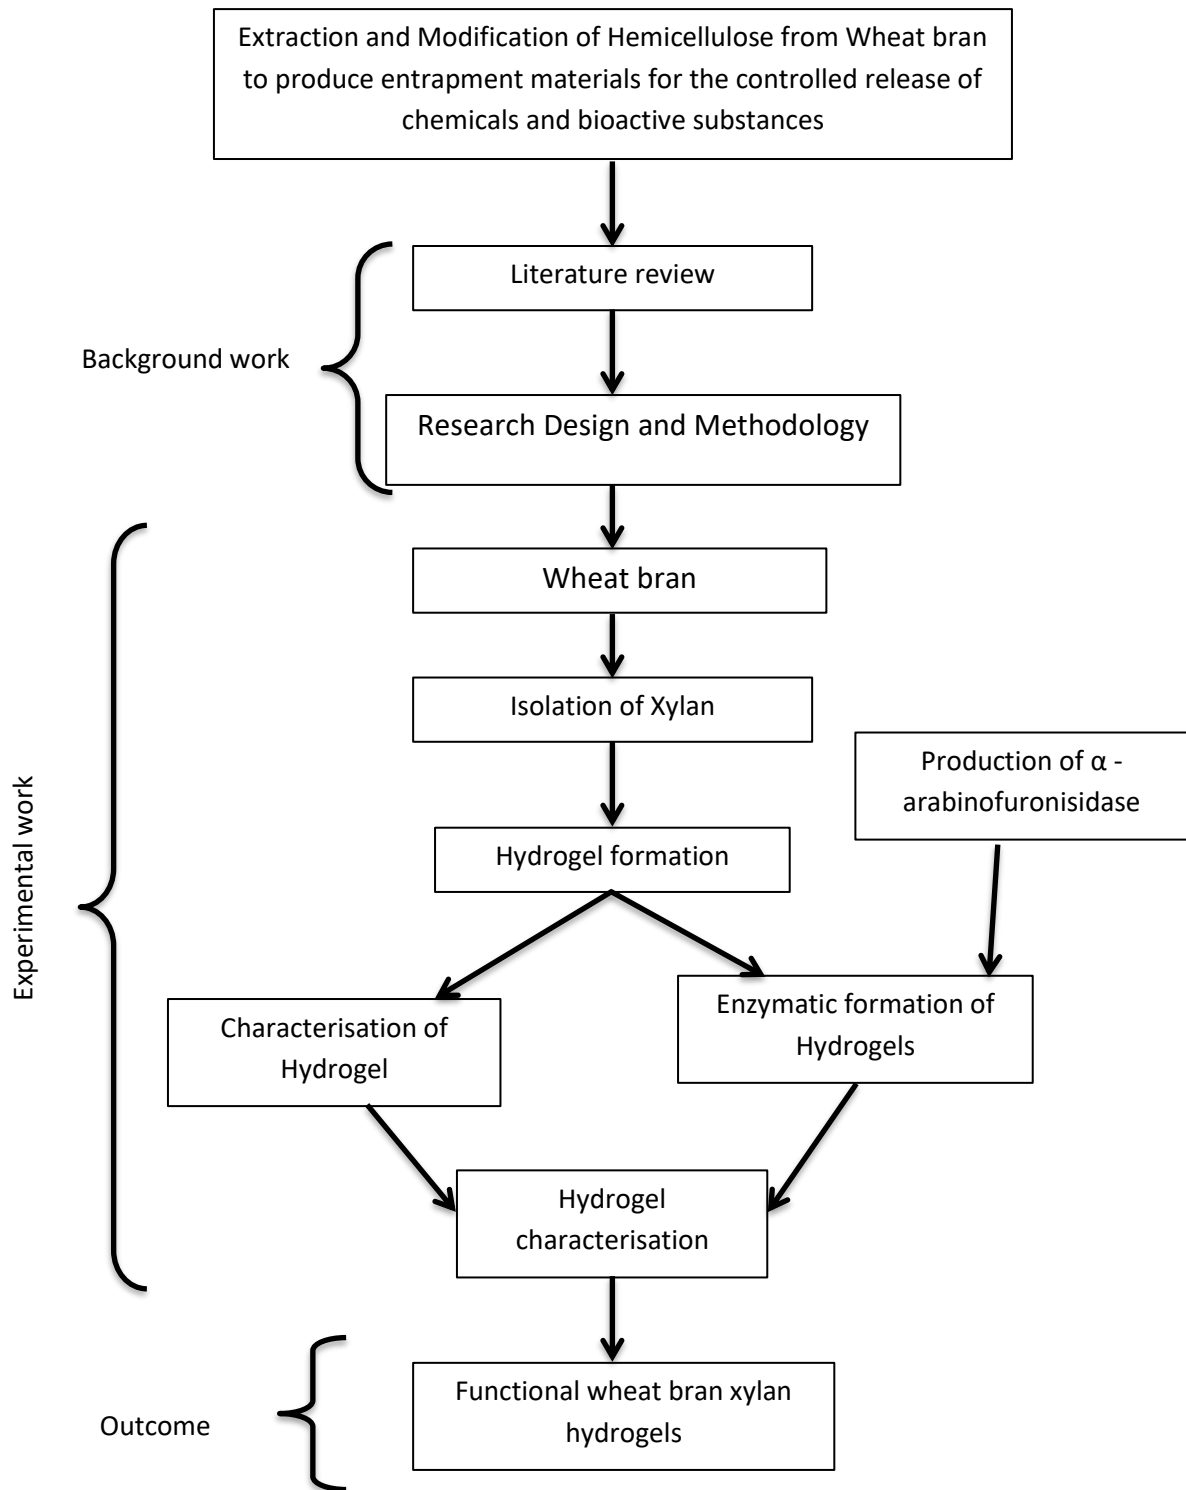 Extraction and Modification of Hemicellulose from Wheat bran
to produce entrapment materials for the controlled release of
chemicals and bioactive substances
Literature review
Background work
Research Design and Methodology
Wheat bran
Isolation of Xylan
Production of α -
arabinofuronisidase
Experimental work
Hydrogel formation
Characterisation of
Hydrogel
Enzymatic formation of
Hydrogels
Hydrogel
characterisation
Outcome
Functional wheat bran xylan
hydrogels